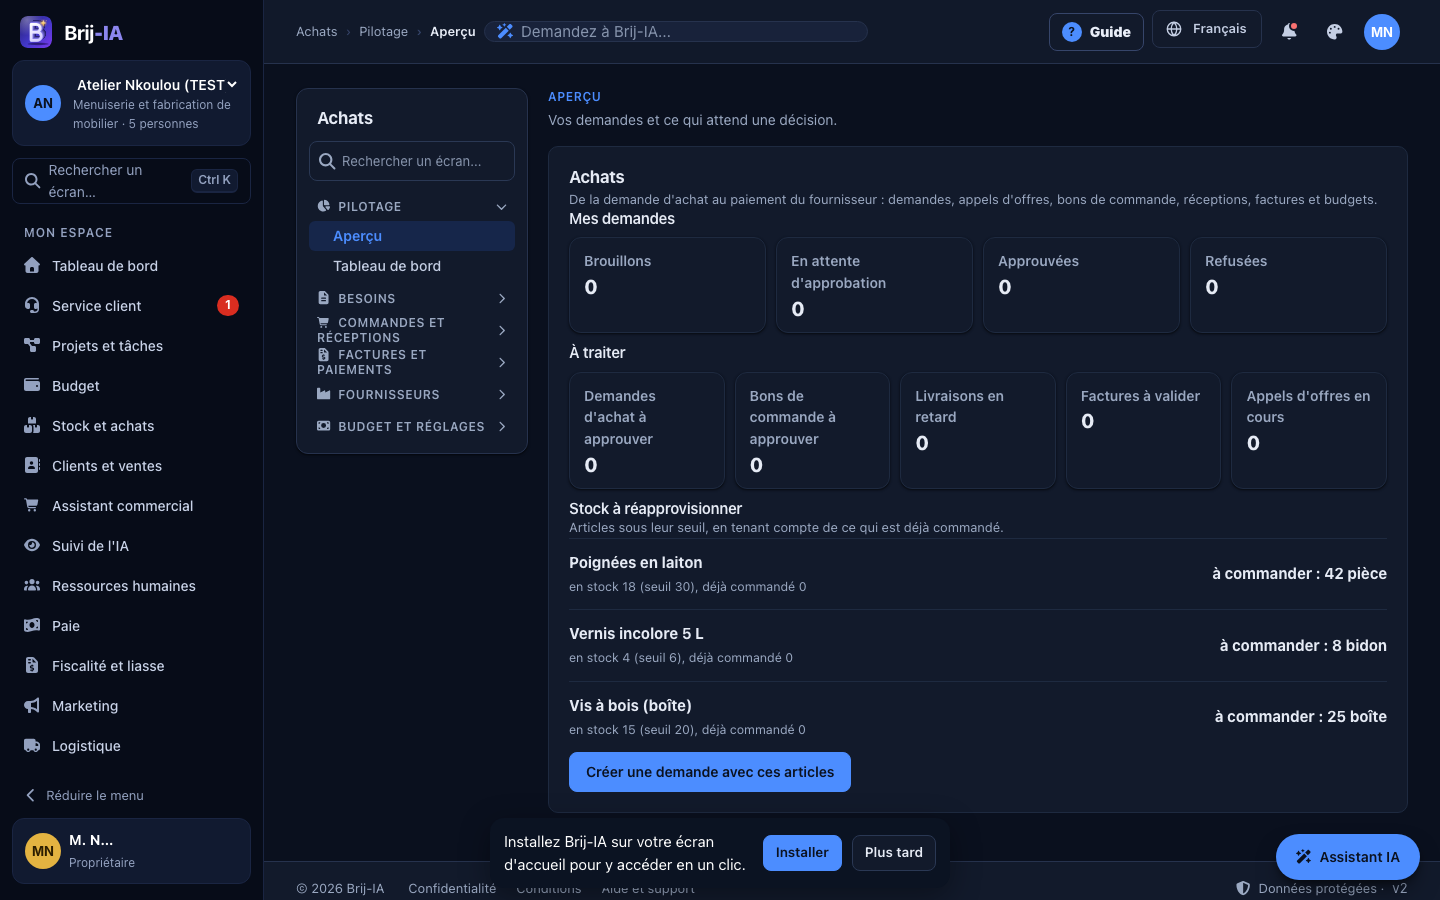 Brij-IA
Achats › Pilotage › Aperçu
Demandez à Brij-IA...
? Guide
Français
MN
AN
Atelier Nkoulou (TEST
Menuiserie et fabrication de
mobilier · 5 personnes
Rechercher un
écran...
Ctrl K
MON ESPACE
Tableau de bord
Service client
1
Projets et tâches
Budget
Stock et achats
Clients et ventes
Assistant commercial
Suivi de l'IA
Ressources humaines
Paie
Fiscalité et liasse
Marketing
Logistique
Réduire le menu
MN
M. N...
Propriétaire
Achats
Rechercher un écran...
PILOTAGE
Aperçu
Tableau de bord
BESOINS
COMMANDES ET
RÉCEPTIONS
FACTURES ET
PAIEMENTS
FOURNISSEURS
BUDGET ET RÉGLAGES
APERÇU
Vos demandes et ce qui attend une décision.
Achats
De la demande d'achat au paiement du fournisseur : demandes, appels d'offres, bons de commande, réceptions, factures et budgets.
Mes demandes
Brouillons
0
En attente
d'approbation
0
Approuvées
0
Refusées
0
À traiter
Demandes
d'achat à
approuver
0
Bons de
commande à
approuver
0
Livraisons en
retard
0
Factures à valider
0
Appels d'offres en
cours
0
Stock à réapprovisionner
Articles sous leur seuil, en tenant compte de ce qui est déjà commandé.
Poignées en laiton
en stock 18 (seuil 30), déjà commandé 0
à commander : 42 pièce
Vernis incolore 5 L
en stock 4 (seuil 6), déjà commandé 0
à commander : 8 bidon
Vis à bois (boîte)
en stock 15 (seuil 20), déjà commandé 0
à commander : 25 boîte
Créer une demande avec ces articles
Installez Brij-IA sur votre écran
d'accueil pour y accéder en un clic.
Installer
Plus tard
Assistant IA
© 2026 Brij-IA
Confidentialité
Conditions
Aide et support
Données protégées · v2